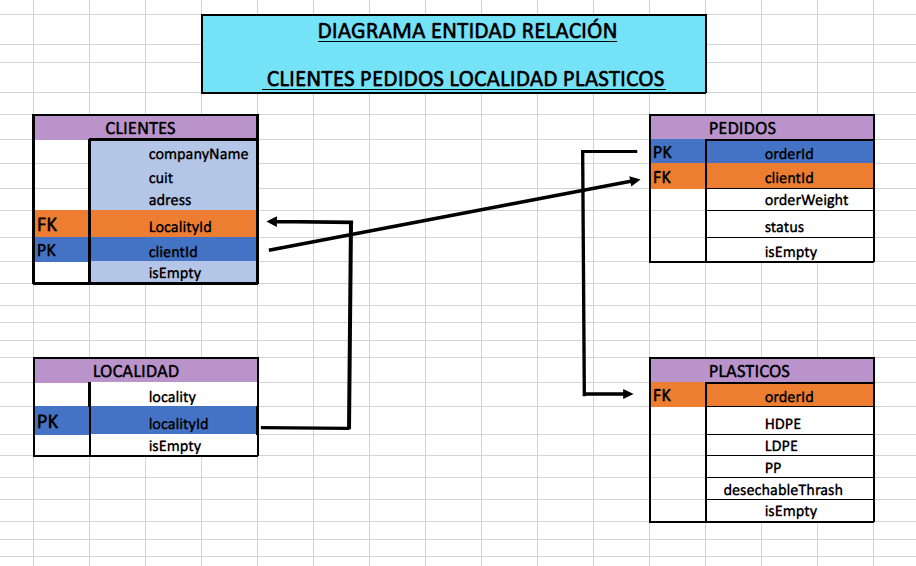 DIAGRAMA ENTIDAD RELACIÓN
CLIENTES PEDIDOS LOCALIDAD PLASTICOS
CLIENTES
companyName
cuit
adress
FK LocalityId
PK clientId
isEmpty
PEDIDOS
PK orderId
FK clientId
orderWeight
status
isEmpty
LOCALIDAD
locality
PK localityId
isEmpty
PLASTICOS
FK orderId
HDPE
LDPE
PP
desechableThrash
isEmpty